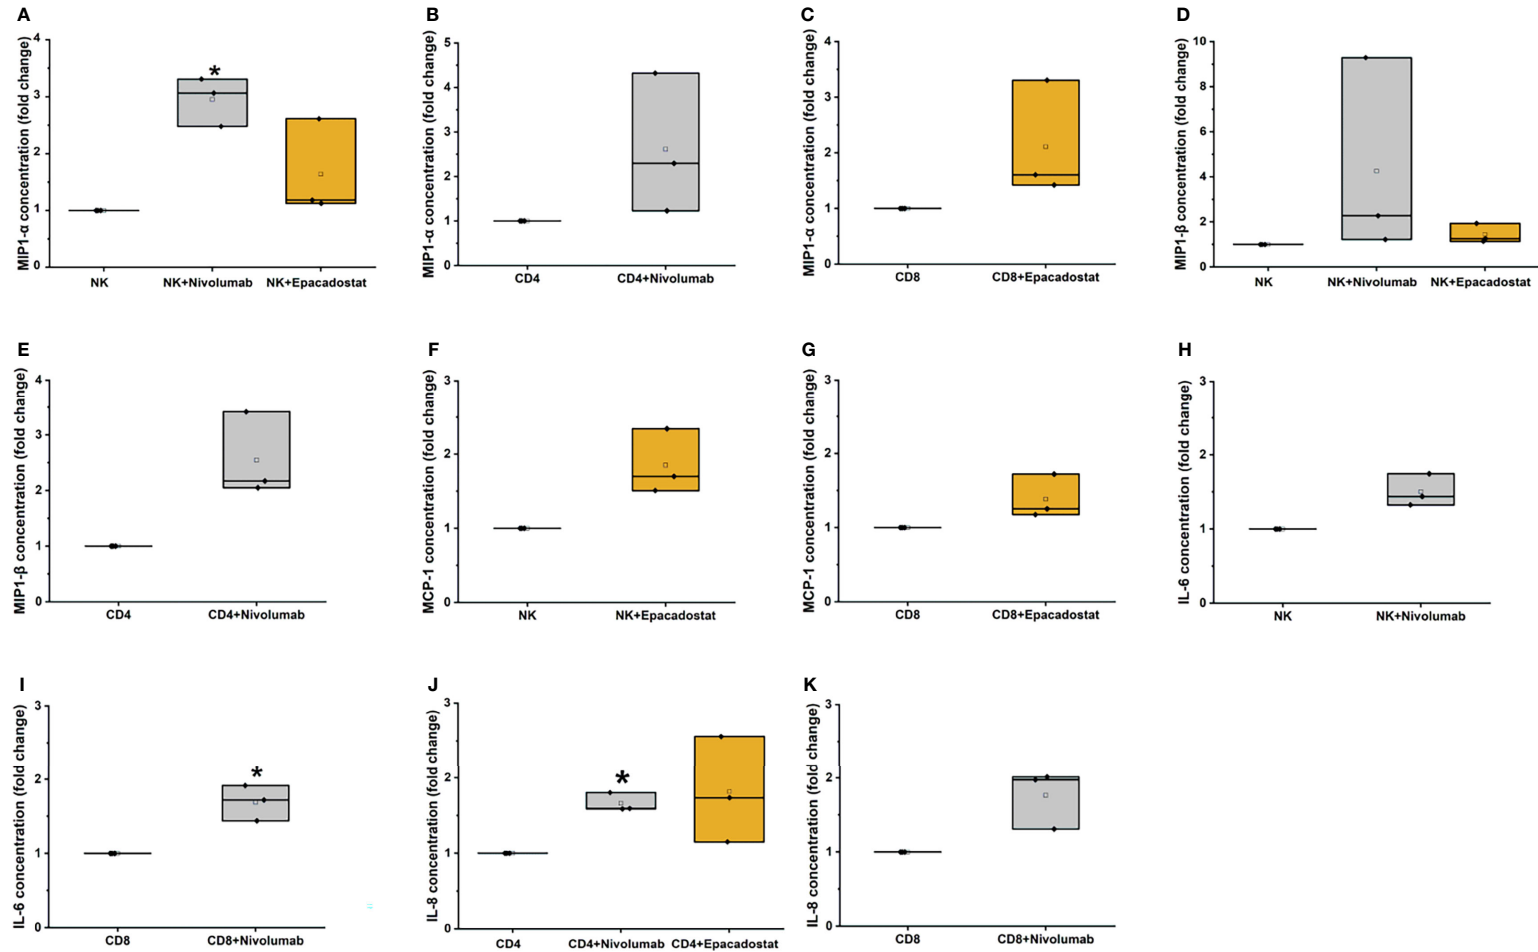 A
MIP1-α concentration (fold change)
4
3
2
1
0
*
NK
NK+Nivolumab
NK+Epacadostat
B
MIP1-α concentration (fold change)
5
4
3
2
1
0
CD4
CD4+Nivolumab
C
MIP1-α concentration (fold change)
4
3
2
1
0
CD8
CD8+Epacadostat
D
MIP1-β concentration (fold change)
10
8
6
4
2
0
NK
NK+Nivolumab
NK+Epacadostat
E
MIP1-β concentration (fold change)
4
3
2
1
0
CD4
CD4+Nivolumab
F
MCP-1 concentration (fold change)
3
2
1
0
NK
NK+Epacadostat
G
MCP-1 concentration (fold change)
3
2
1
0
CD8
CD8+Epacadostat
H
IL-6 concentration (fold change)
3
2
1
0
NK
NK+Nivolumab
I
IL-6 concentration (fold change)
3
2
1
0
*
CD8
CD8+Nivolumab
J
IL-8 concentration (fold change)
3
2
1
0
*
CD4
CD4+Nivolumab
CD4+Epacadostat
K
IL-8 concentration (fold change)
3
2
1
0
CD8
CD8+Nivolumab